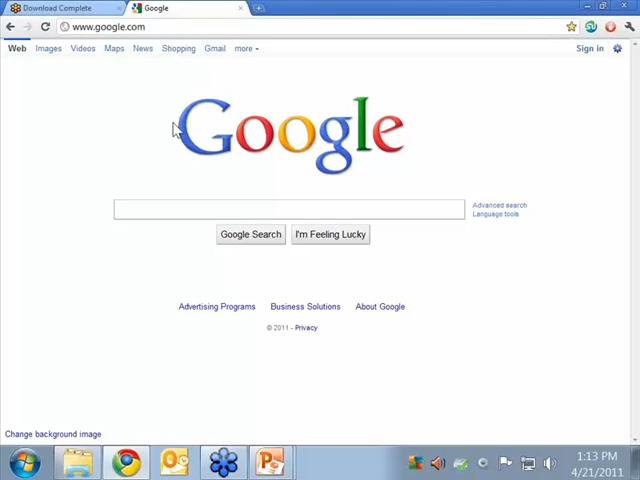 Download Complete
Google
www.google.com
Web Images Videos Maps News Shopping Gmail more
Sign in
Google
Advanced search
Language tools
Google Search
I'm Feeling Lucky
Advertising Programs Business Solutions About Google
© 2011 - Privacy
Change background image
1:13 PM
4/21/2011